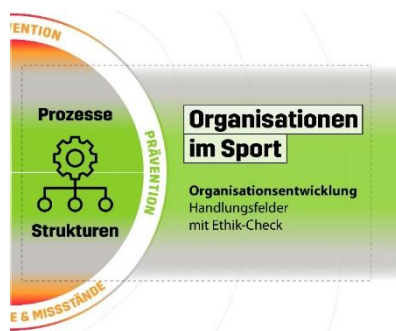 VENTION
Prozesse
Strukturen
PRÄVENTION
E & MISSSTÄNDE
Organisationen
im Sport
Organisationsentwicklung
Handlungsfelder
mit Ethik-Check